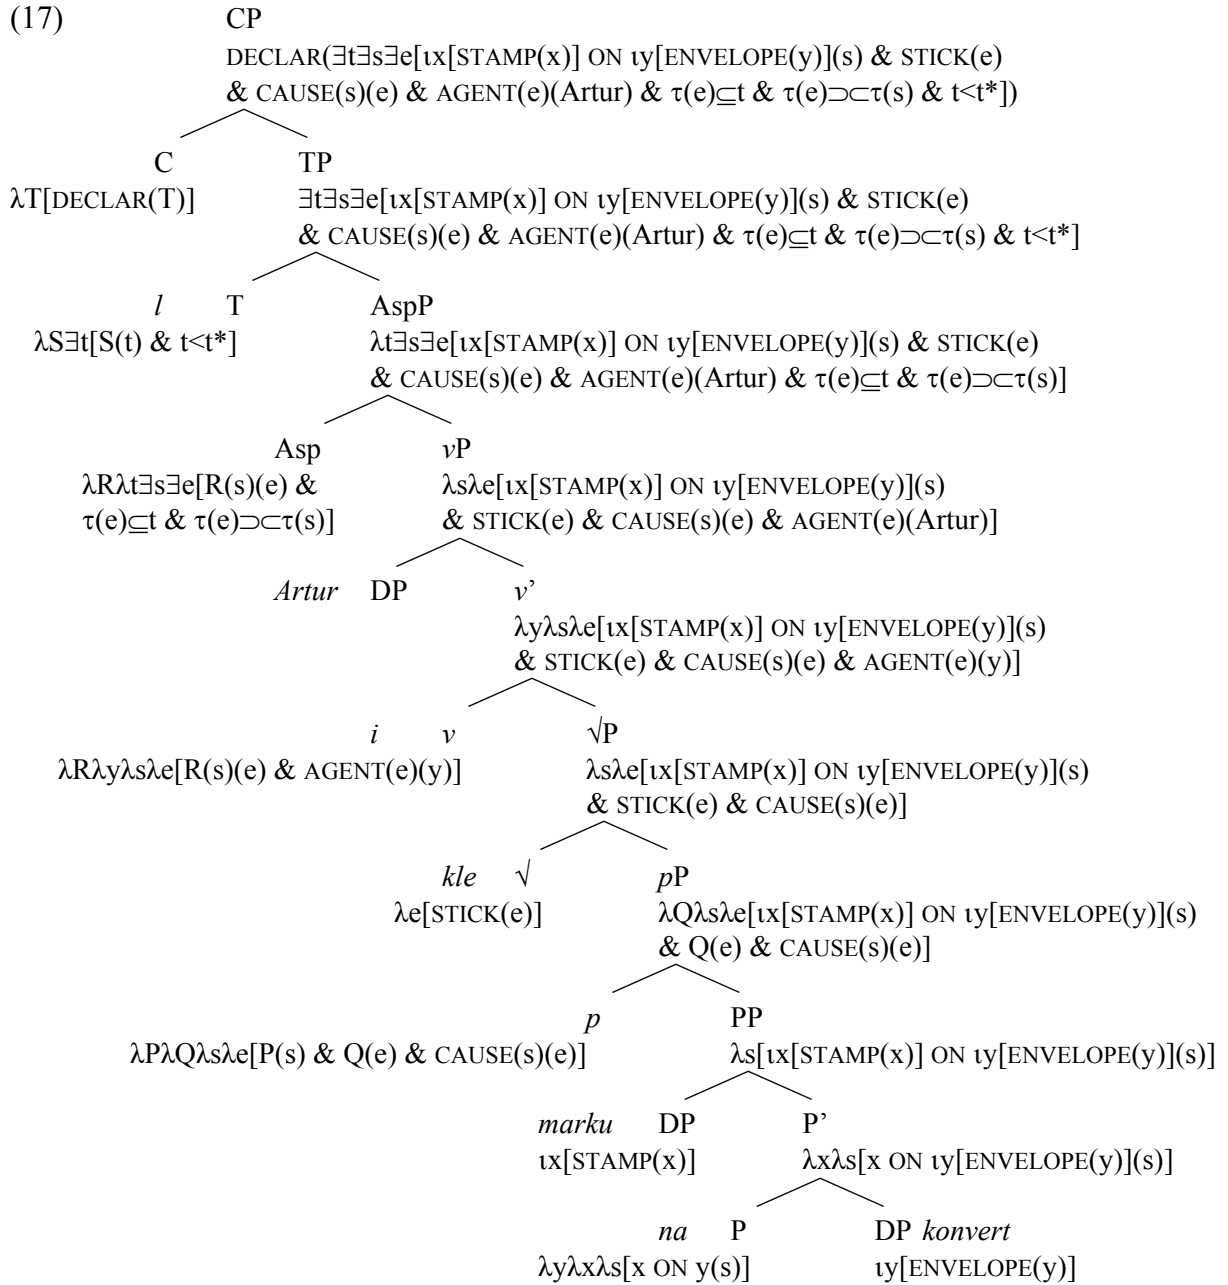 (17) CP
DECLAR(∃t∃s∃e[ιx[STAMP(x)] ON ιy[ENVELOPE(y)](s) & STICK(e)
& CAUSE(s)(e) & AGENT(e)(Artur) & τ(e)⊆t & τ(e)⊃⊂τ(s) & t<t*])
C TP
λT[DECLAR(T)] ∃t∃s∃e[ιx[STAMP(x)] ON ιy[ENVELOPE(y)](s) & STICK(e)
& CAUSE(s)(e) & AGENT(e)(Artur) & τ(e)⊆t & τ(e)⊃⊂τ(s) & t<t*]
l T AspP
λS∃t[S(t) & t<t*] λt∃s∃e[ιx[STAMP(x)] ON ιy[ENVELOPE(y)](s) & STICK(e)
& CAUSE(s)(e) & AGENT(e)(Artur) & τ(e)⊆t & τ(e)⊃⊂τ(s)]
Asp vP
λRλt∃s∃e[R(s)(e) & λsλe[ιx[STAMP(x)] ON ιy[ENVELOPE(y)](s)
τ(e)⊆t & τ(e)⊃⊂τ(s)] & STICK(e) & CAUSE(s)(e) & AGENT(e)(Artur)]
Artur DP v’
λyλsλe[ιx[STAMP(x)] ON ιy[ENVELOPE(y)](s)
& STICK(e) & CAUSE(s)(e) & AGENT(e)(y)]
i v √P
λRλyλsλe[R(s)(e) & AGENT(e)(y)] λsλe[ιx[STAMP(x)] ON ιy[ENVELOPE(y)](s)
& STICK(e) & CAUSE(s)(e)]
kle √ pP
λe[STICK(e)] λQλsλe[ιx[STAMP(x)] ON ιy[ENVELOPE(y)](s)
& Q(e) & CAUSE(s)(e)]
p PP
λPλQλsλe[P(s) & Q(e) & CAUSE(s)(e)] λs[ιx[STAMP(x)] ON ιy[ENVELOPE(y)](s)]
marku DP P’
ιx[STAMP(x)] λxλs[x ON ιy[ENVELOPE(y)](s)]
na P DP konvert
λyλxλs[x ON y(s)] ιy[ENVELOPE(y)]